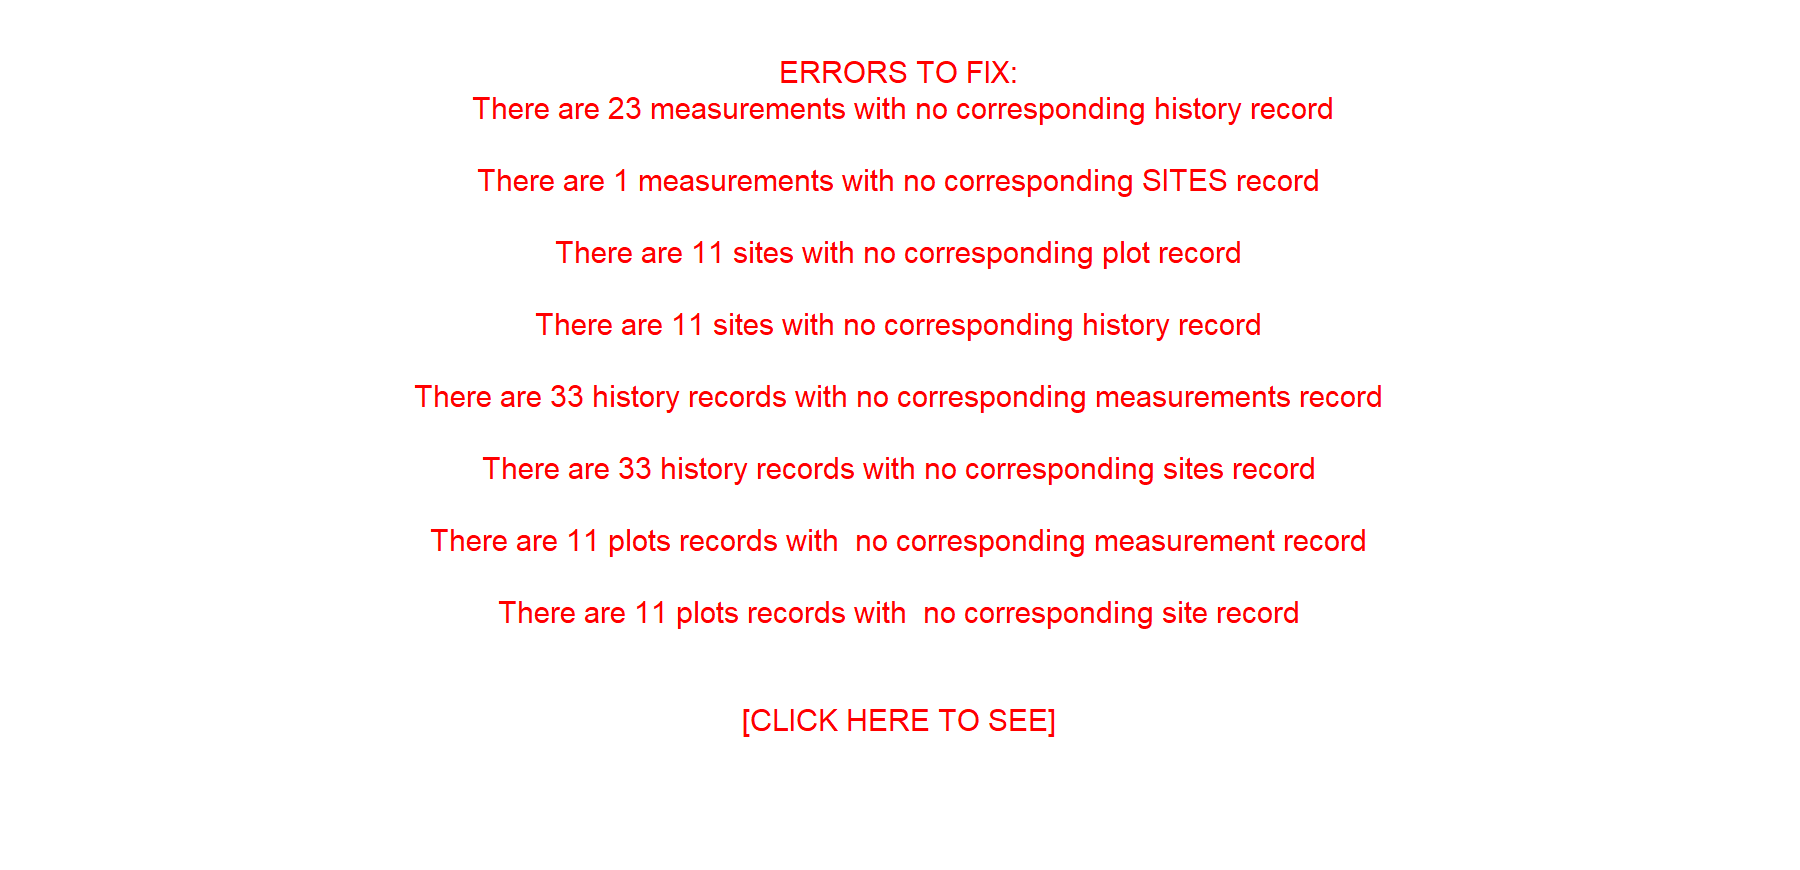 ERRORS TO FIX:
There are 23 measurements with no corresponding history record
There are 1 measurements with no corresponding SITES record
There are 11 sites with no corresponding plot record
There are 11 sites with no corresponding history record
There are 33 history records with no corresponding measurements record
There are 33 history records with no corresponding sites record
There are 11 plots records with  no corresponding measurement record
There are 11 plots records with  no corresponding site record
[CLICK HERE TO SEE]